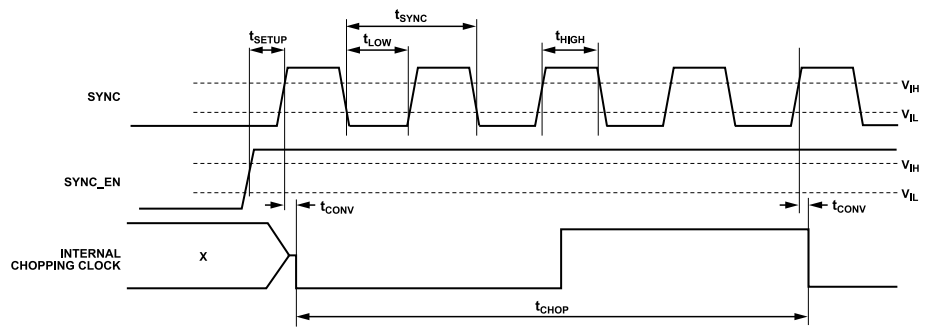 tSYNC
tSETUP
tLOW
tHIGH
SYNC
VIH
VIL
SYNC_EN
VIH
VIL
tCONV
tCONV
INTERNAL
CHOPPING CLOCK
X
tCHOP